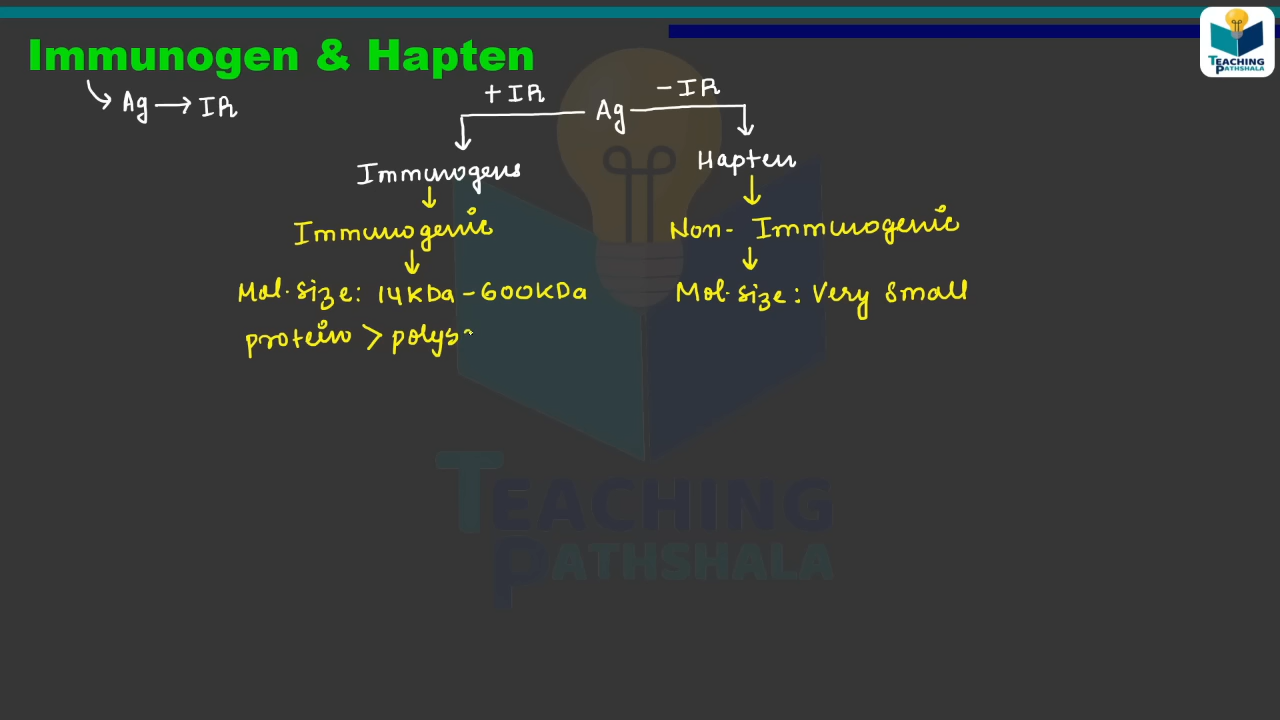 Immunogen & Hapten
Ag → IR
+IR Ag -IR
Immunogens
Hapten
Immunogenic
Non- Immunogenic
Mol. Size: 14KDa-600KDa
Mol. Size: Very Small
protein > polys
TEACHING
PATHSHALA
TEACHING
PATHSHALA